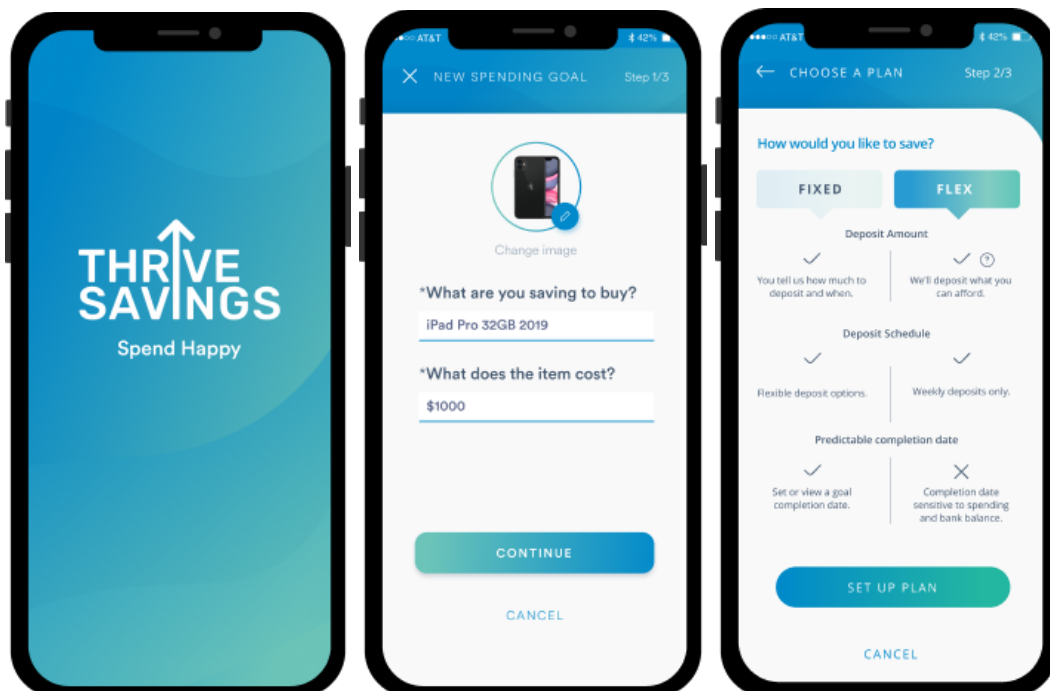 THRIVE
SAVINGS
Spend Happy
AT&T 42%
NEW SPENDING GOAL Step 1/3
Change image
*What are you saving to buy?
iPad Pro 32GB 2019
*What does the item cost?
$1000
CONTINUE
CANCEL
AT&T 42%
CHOOSE A PLAN Step 2/3
How would you like to save?
FIXED FLEX
Deposit Amount
?
You tell us how much to
deposit and when.
We'll deposit what you
can afford.
Deposit Schedule
Flexible deposit options.
Weekly deposits only.
Predictable completion date
Set or view a goal
completion date.
Completion date
sensitive to spending
and bank balance.
SET UP PLAN
CANCEL